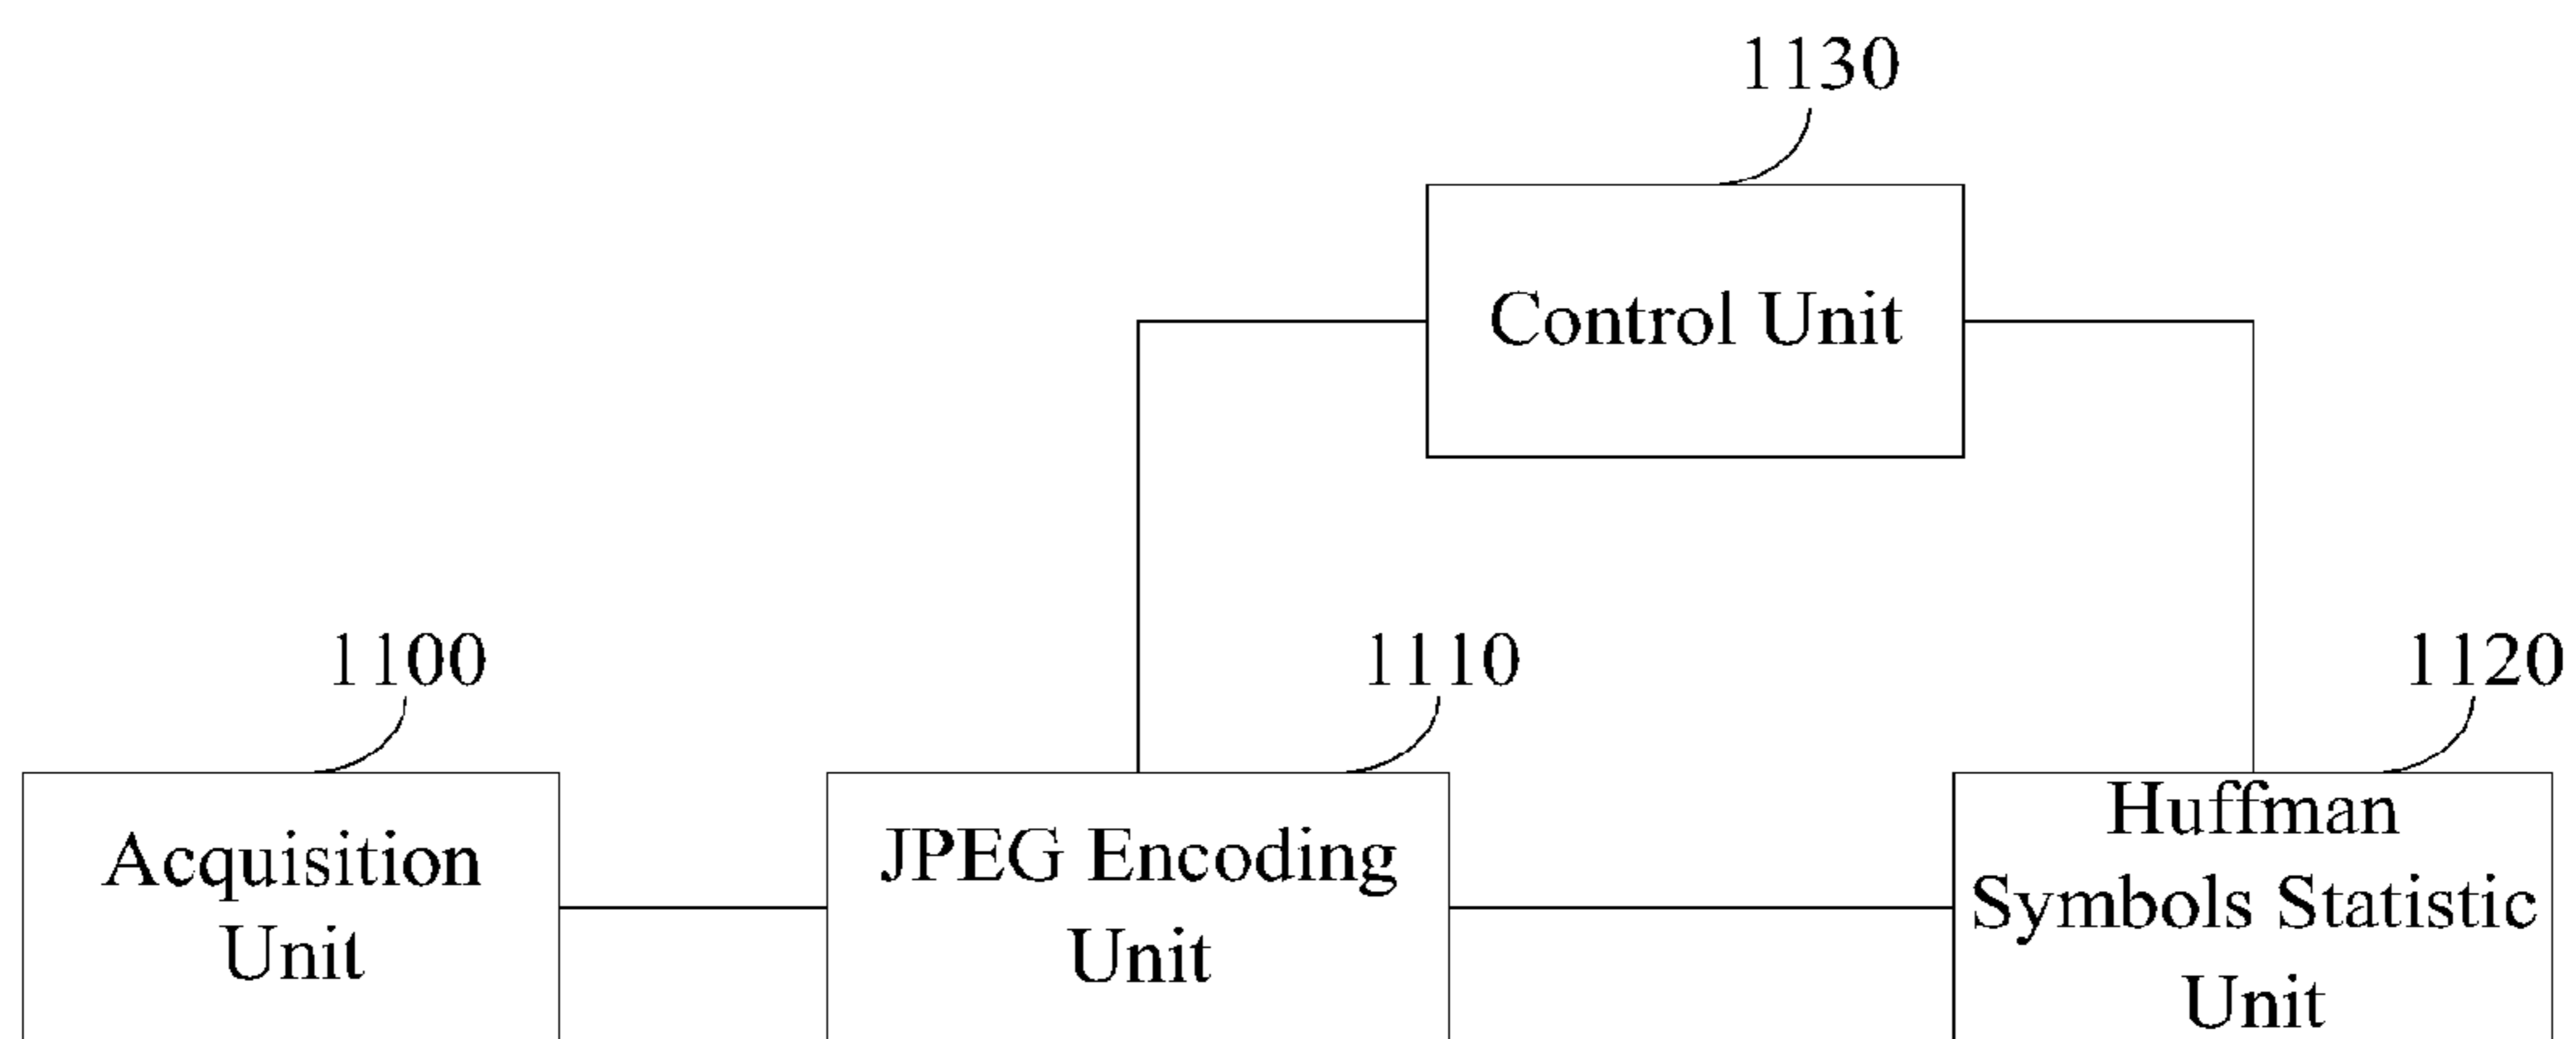 1130
Control Unit
1100
1110
1120
Acquisition
Unit
JPEG Encoding
Unit
Huffman
Symbols Statistic
Unit